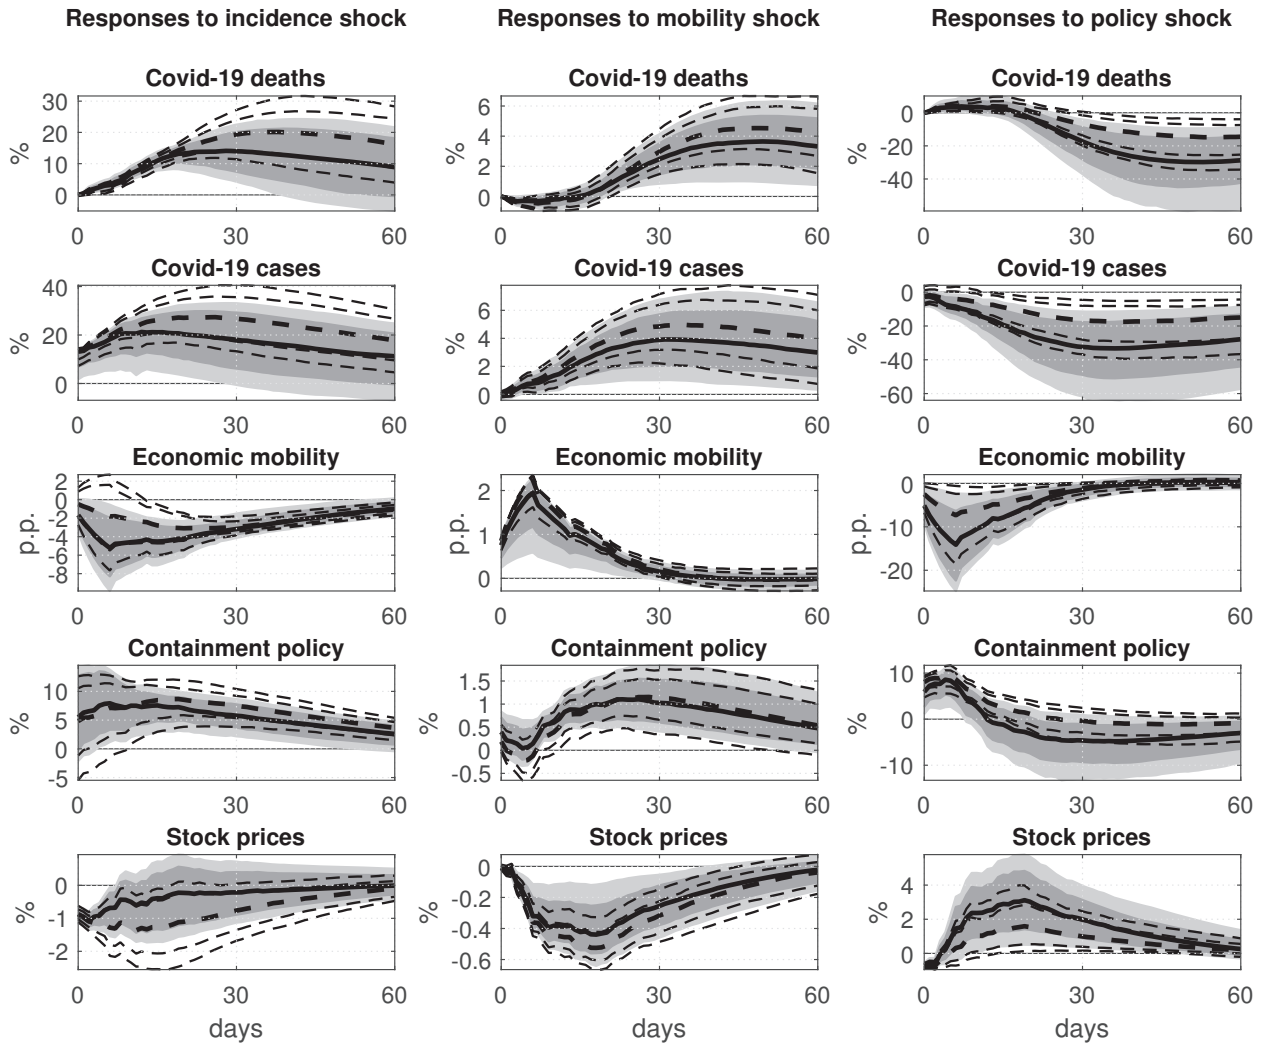 Responses to incidence shock Responses to mobility shock Responses to policy shock
Covid-19 deaths Covid-19 deaths Covid-19 deaths
% 30 20 10 0 % 6 4 2 0 % 0 -20 -40
0 30 60 0 30 60 0 30 60
Covid-19 cases Covid-19 cases Covid-19 cases
% 40 20 0 % 6 4 2 0 % 0 -20 -40 -60
0 30 60 0 30 60 0 30 60
Economic mobility Economic mobility Economic mobility
p.p. 2 0 -2 -4 -6 -8 p.p. 2 1 0 p.p. 0 -10 -20
0 30 60 0 30 60 0 30 60
Containment policy Containment policy Containment policy
% 10 5 0 -5 % 1.5 1 0.5 0 -0.5 % 10 0 -10
0 30 60 0 30 60 0 30 60
Stock prices Stock prices Stock prices
% 0 -1 -2 % 0 -0.2 -0.4 -0.6 % 4 2 0
0 30 60 0 30 60 0 30 60
days days days